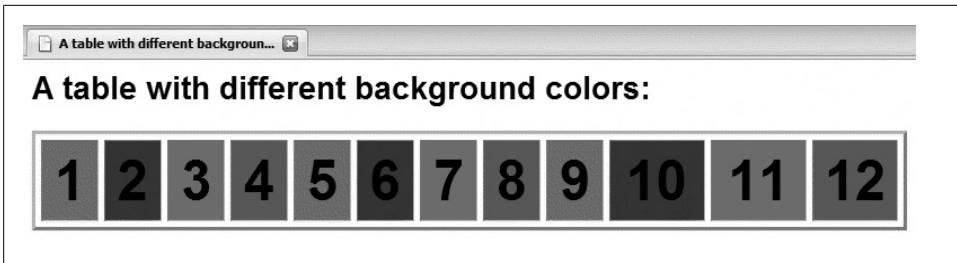 A table with different backgroun...
A table with different background colors:
1 2 3 4 5 6 7 8 9 10 11 12